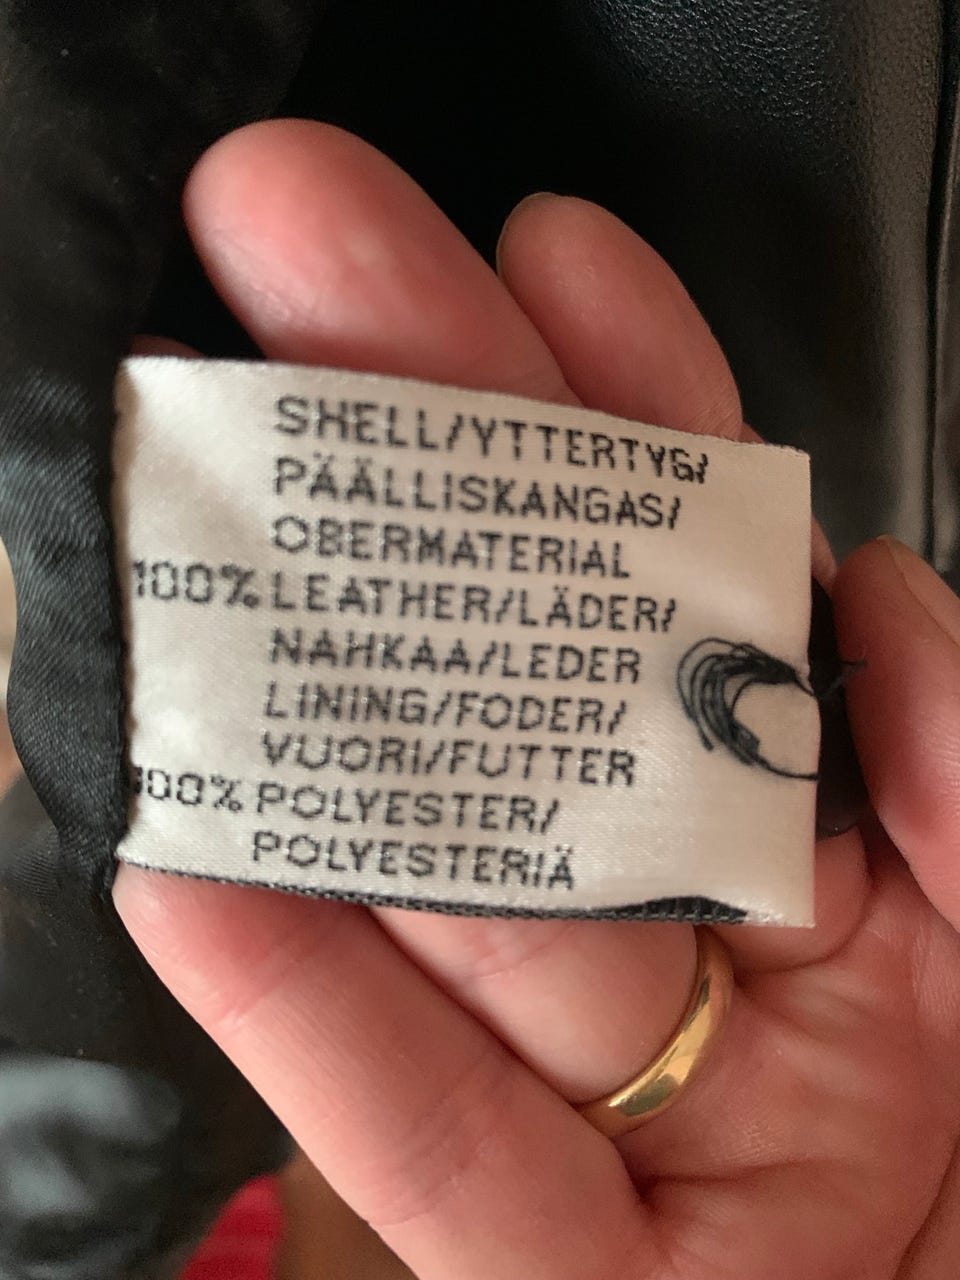 SHELL/YTTERTYG/
PÄÄLLISKANGAS/
OBERMATERIAL
100% LEATHER/LÄDER/
NAHKAA/LEDER
LINING/FODER/
VUORI/FUTTER
100% POLYESTER/
POLYESTERIÄ